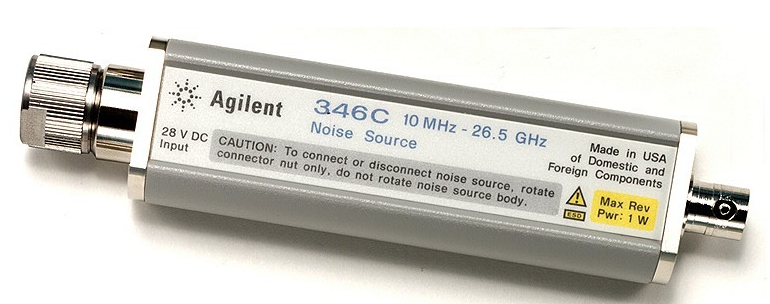 Agilent
346C 10 MHz - 26.5 GHz
Noise Source
28 V DC
Input
CAUTION: To connect or disconnect noise source, rotate
connector nut only, do not rotate noise source body.
Made in USA
of Domestic and
Foreign Components
ESD
Max Rev
Pwr: 1 W